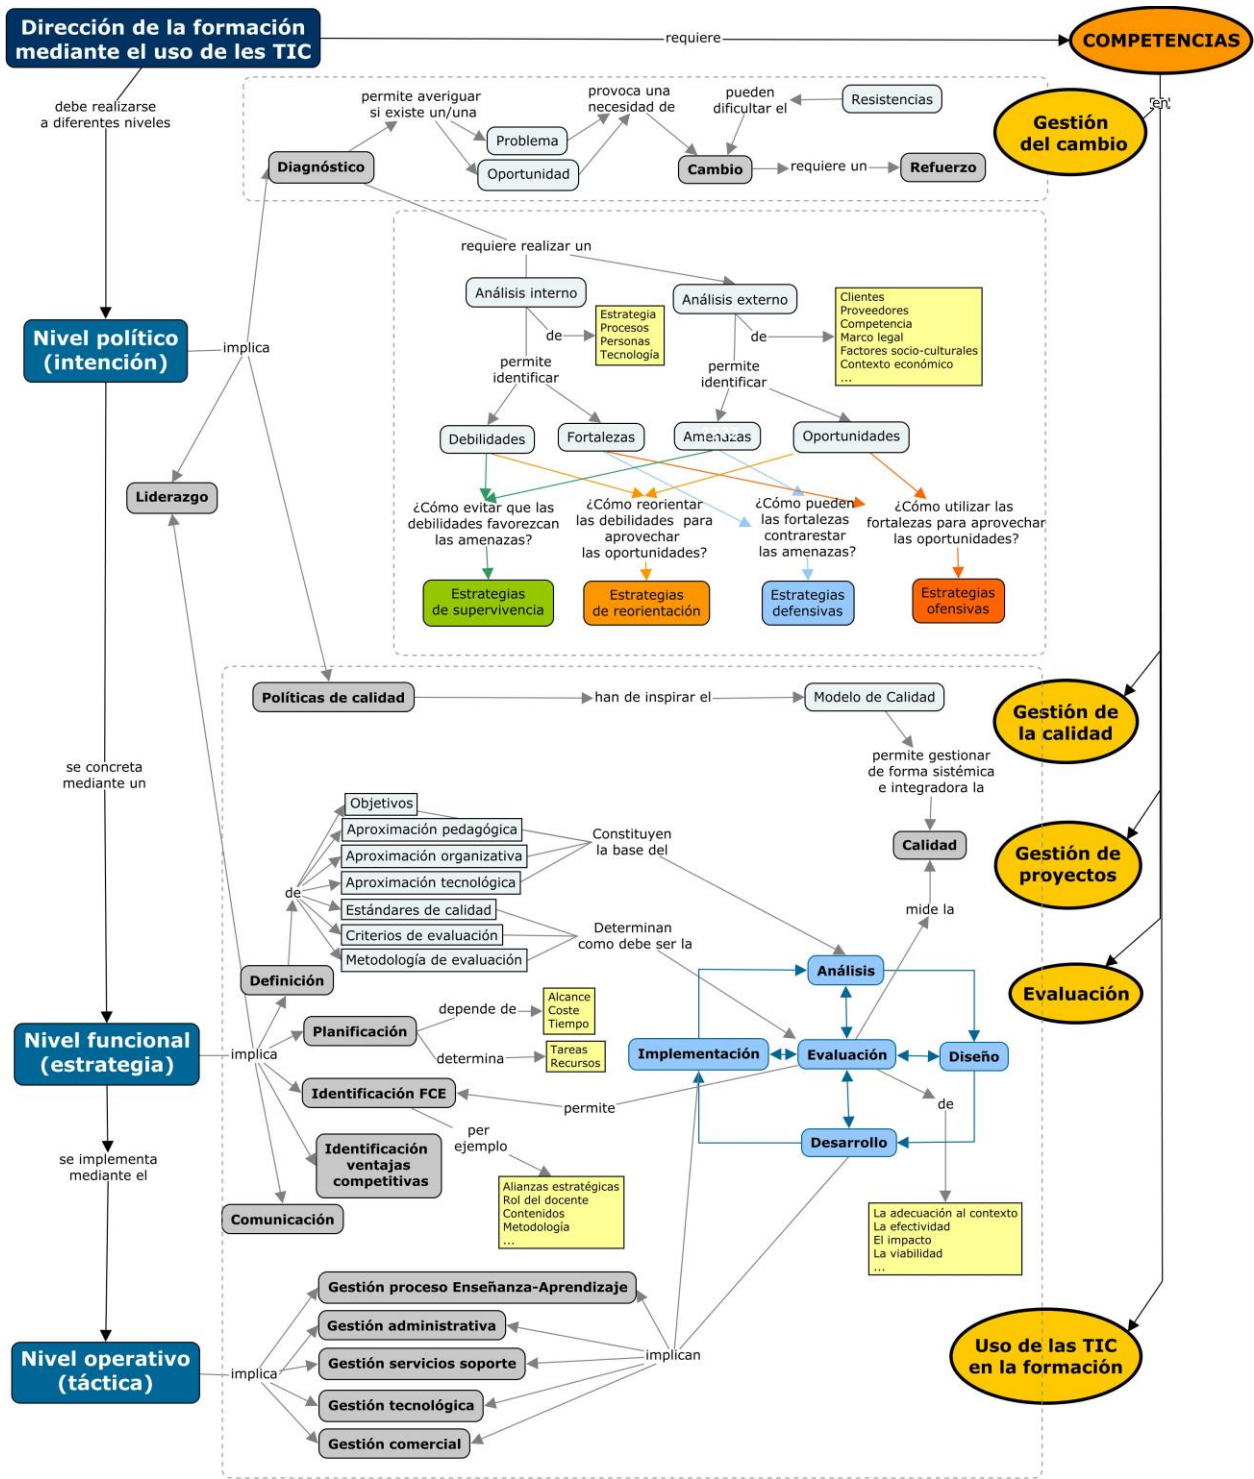 Dirección de la formación
mediante el uso de les TIC
requiere
COMPETENCIAS
debe realizarse
a diferentes niveles
permite averiguar
si existe un/una
provoca una
necesidad de
pueden
dificultar el
Resistencias
en
Gestión
del cambio
Problema
Oportunidad
Diagnóstico
Cambio
requiere un
Refuerzo
requiere realizar un
Análisis interno
Análisis externo
de
Estrategia
Procesos
Personas
Tecnología
de
Clientes
Proveedores
Competencia
Marco legal
Factores socio-culturales
Contexto económico
...
Nivel político
(intención)
implica
permite
identificar
permite
identificar
Debilidades
Fortalezas
Amenazas
Oportunidades
Liderazgo
¿Cómo evitar que las
debilidades favorezcan
las amenazas?
¿Cómo reorientar
las debilidades para
aprovechar
las oportunidades?
¿Cómo pueden
las fortalezas
contrarestar
las amenazas?
¿Cómo utilizar las
fortalezas para aprovechar
las oportunidades?
Estrategias
de supervivencia
Estrategias
de reorientación
Estrategias
defensivas
Estrategias
ofensivas
Políticas de calidad
han de inspirar el
Modelo de Calidad
Gestión de
la calidad
permite gestionar
de forma sistémica
e integradora la
se concreta
mediante un
Objetivos
Aproximación pedagógica
Aproximación organizativa
Aproximación tecnológica
Estándares de calidad
Criterios de evaluación
Metodología de evaluación
de
Constituyen
la base del
Calidad
Gestión de
proyectos
mide la
Determinan
como debe ser la
Definición
Análisis
Evaluación
Planificación
depende de
Alcance
Coste
Tiempo
determina
Tareas
Recursos
Nivel funcional
(estrategia)
implica
Implementación
Evaluación
Diseño
Identificación FCE
permite
de
por
ejemplo
Desarrollo
Identificación
ventajas
competitivas
se implementa
mediante el
Alianzas estratégicas
Rol del docente
Contenidos
Metodología
...
Comunicación
La adecuación al contexto
La efectividad
El impacto
La viabilidad
...
Gestión proceso Enseñanza-Aprendizaje
Gestión administrativa
Gestión servicios soporte
Gestión tecnológica
Gestión comercial
implican
Nivel operativo
(táctica)
implica
Uso de las TIC
en la formación